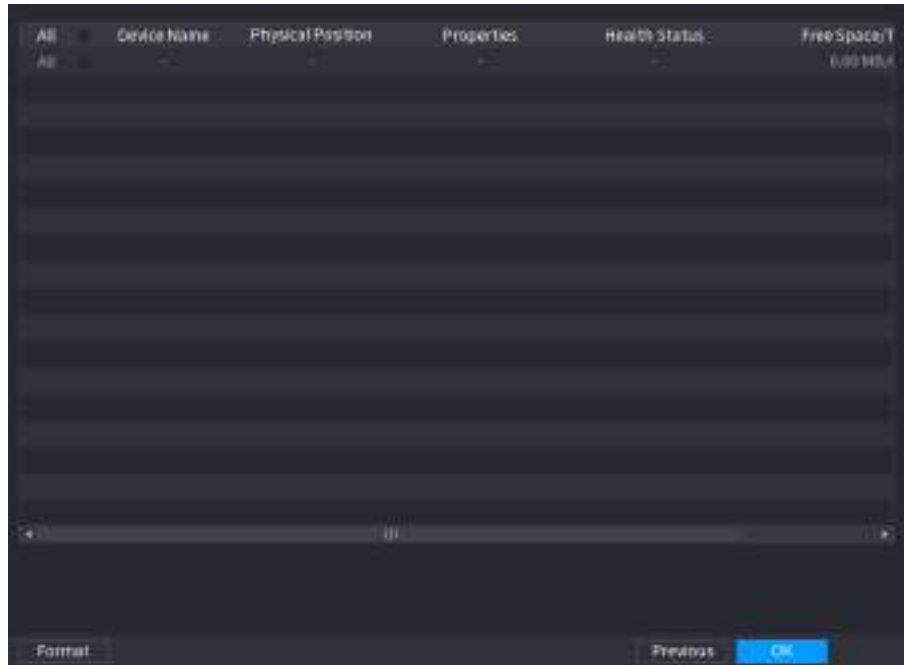 All Device Name Physical Position Properties Health Status Free Space/T
All - - - - 0.00 MB/
Format Previous OK